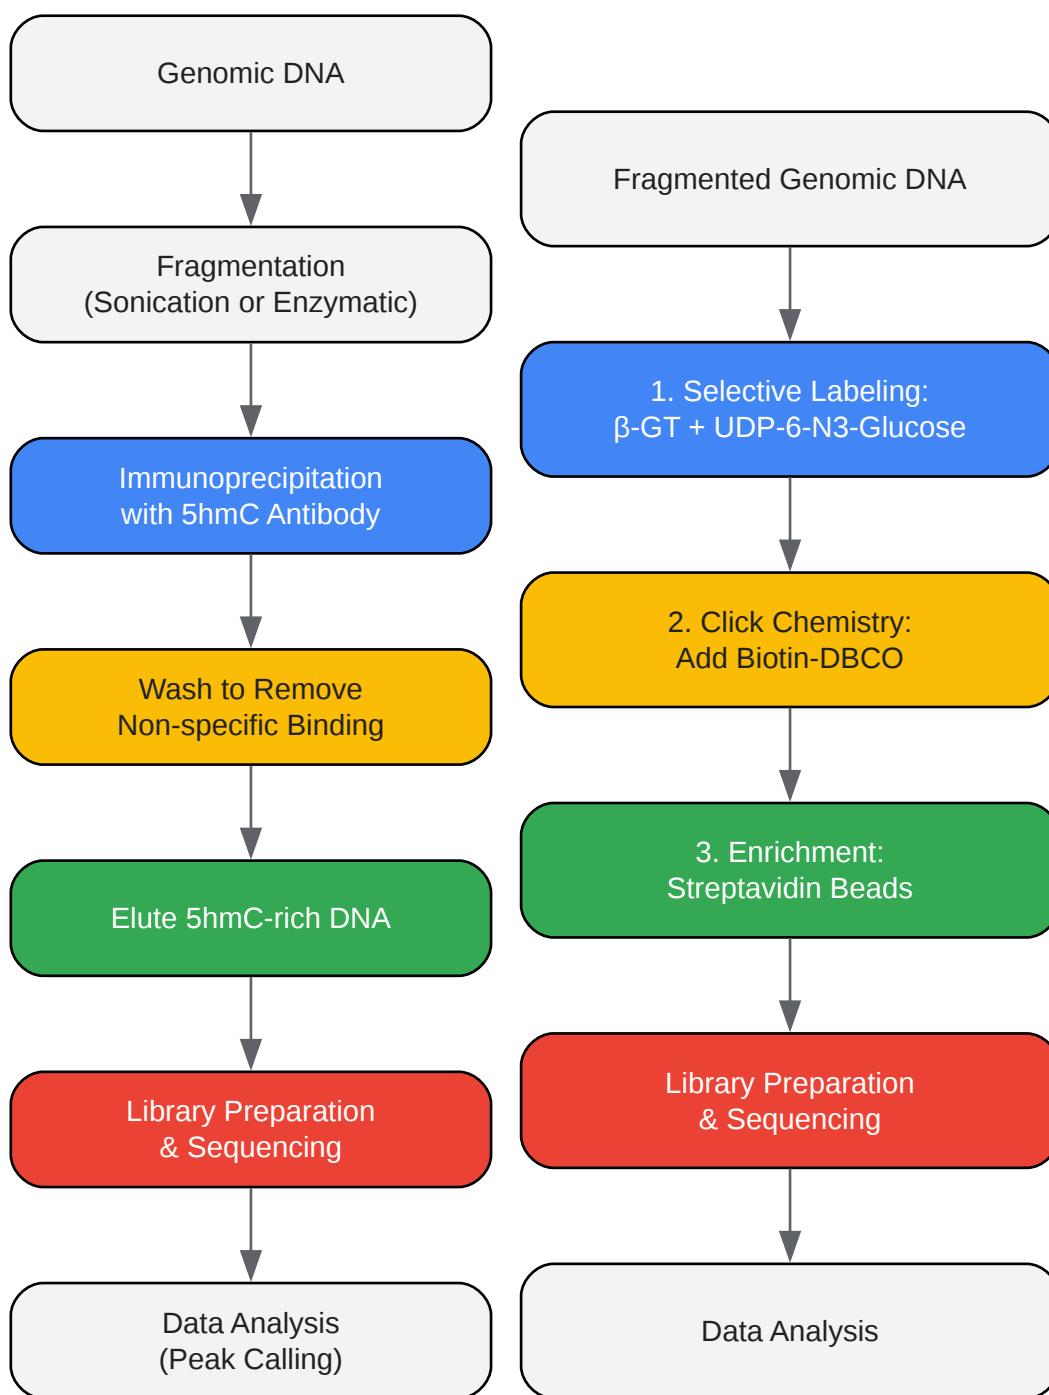 Genomic DNA
Fragmentation
(Sonication or Enzymatic)
Immunoprecipitation
with 5hmC Antibody
Wash to Remove
Non-specific Binding
Elute 5hmC-rich DNA
Library Preparation
& Sequencing
Data Analysis
(Peak Calling)
Fragmented Genomic DNA
1. Selective Labeling:
β-GT + UDP-6-N3-Glucose
2. Click Chemistry:
Add Biotin-DBCO
3. Enrichment:
Streptavidin Beads
Library Preparation
& Sequencing
Data Analysis